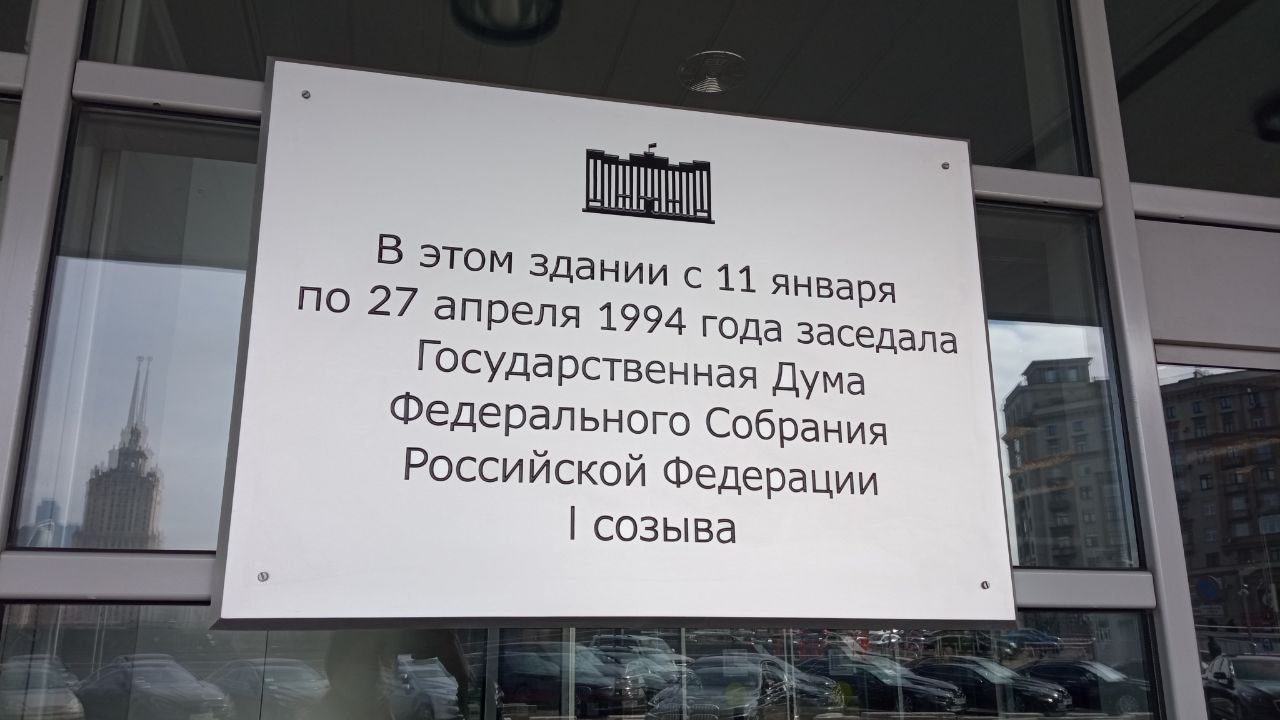 В этом здании с 11 января
по 27 апреля 1994 года заседала
Государственная Дума
Федерального Собрания
Российской Федерации
I созыва